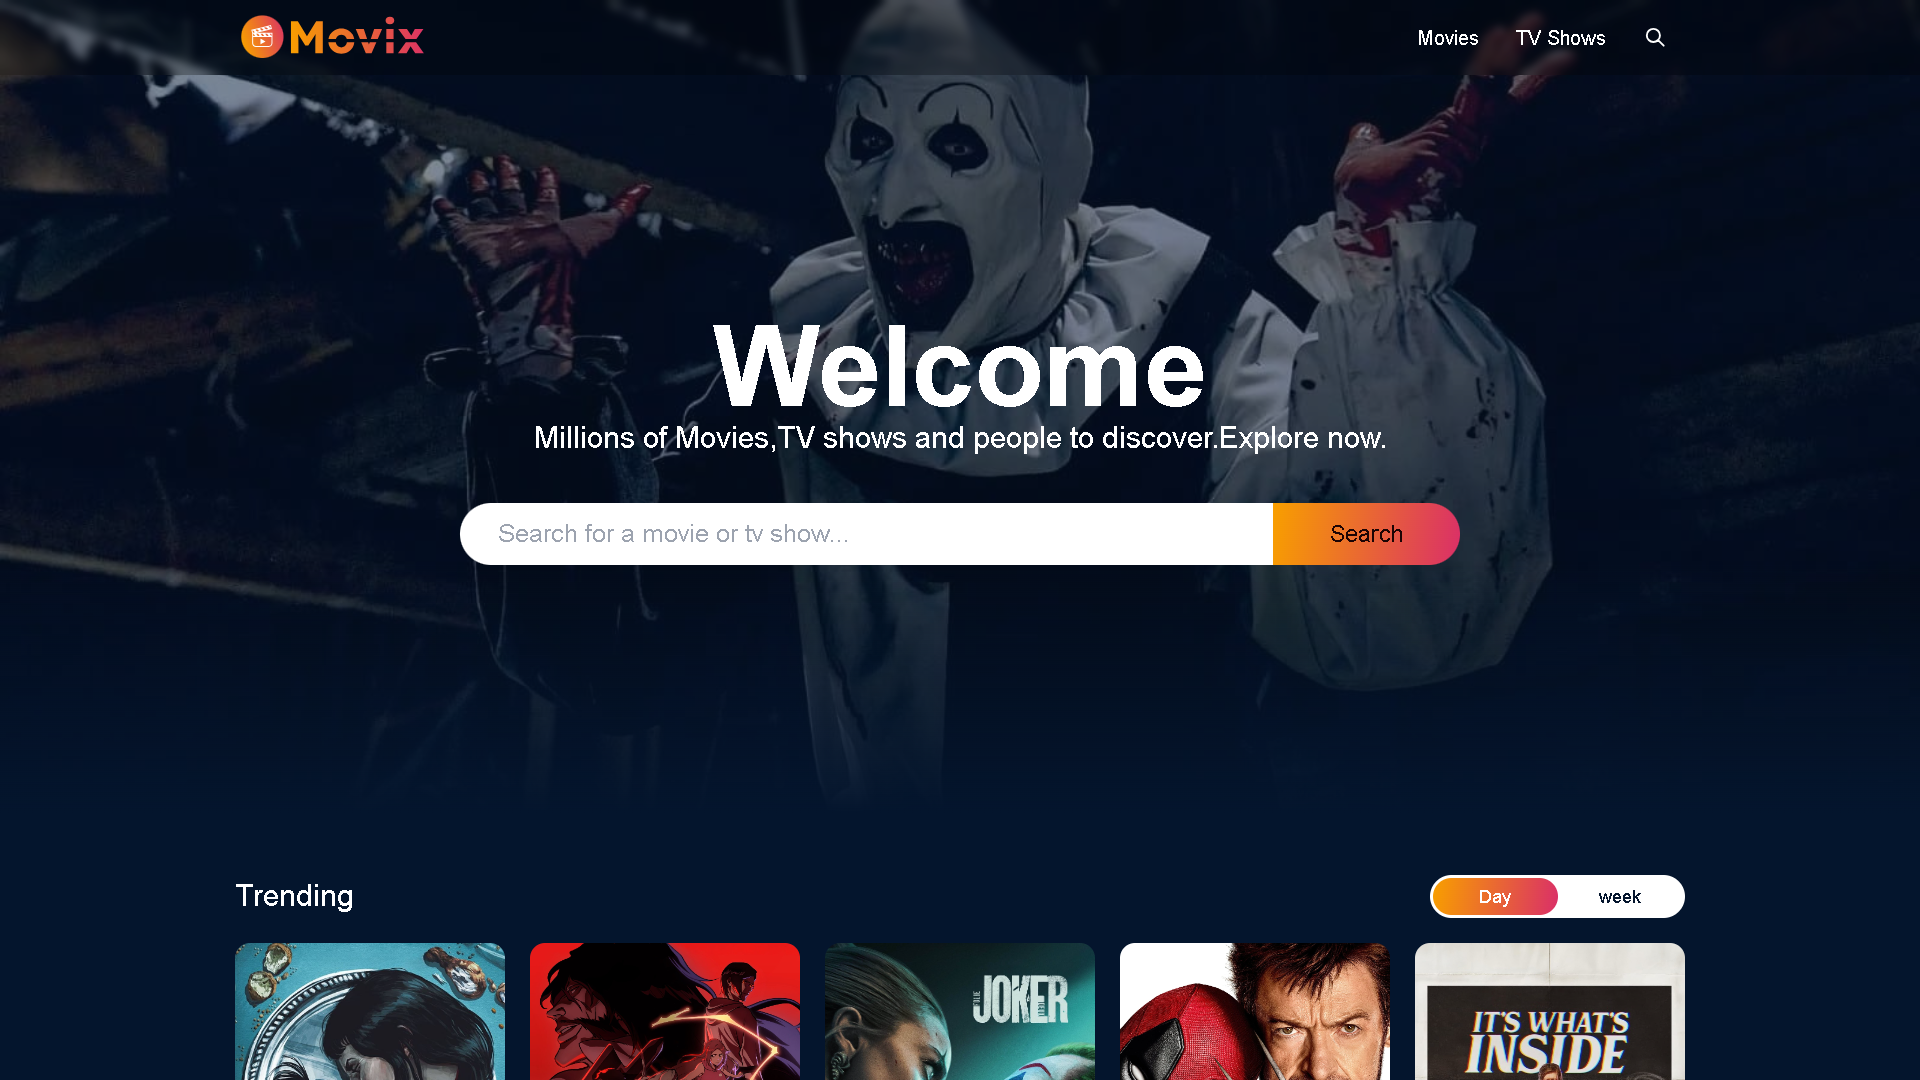 Movix
Movies
TV Shows
Welcome
Millions of Movies,TV shows and people to discover.Explore now.
Search for a movie or tv show...
Search
Trending
Day
week
JOKER
IT'S WHAT'S
INSIDE